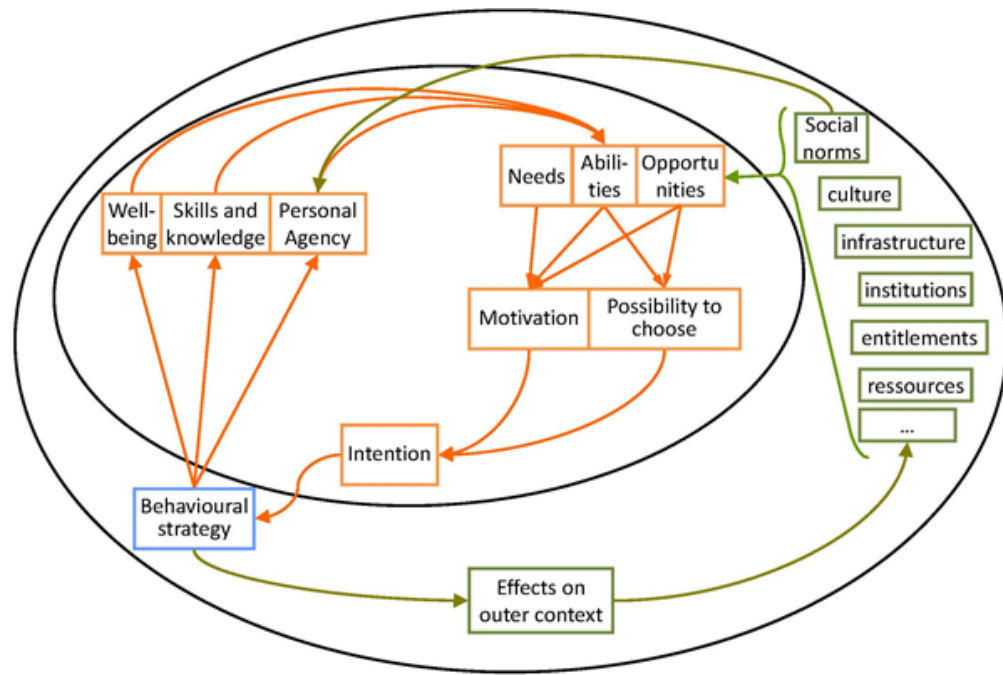 Social
norms
culture
infrastructure
institutions
entitlements
ressources
...
Needs
Abili-
ties
Opportu
nities
Well-
being
Skills and
knowledge
Personal
Agency
Motivation
Possibility to
choose
Intention
Behavioural
strategy
Effects on
outer context